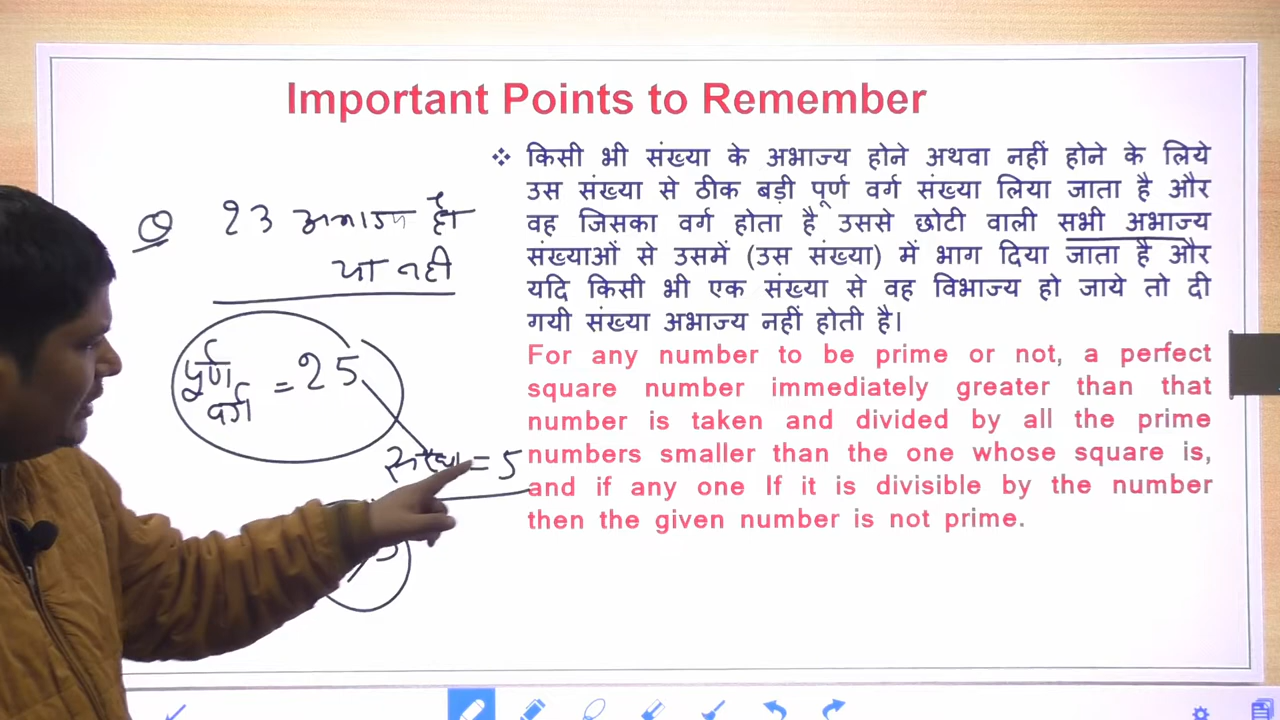 Important Points to Remember
❖ किसी भी संख्या के अभाज्य होने अथवा नहीं होने के लिये
उस संख्या से ठीक बड़ी पूर्ण वर्ग संख्या लिया जाता है और
वह जिसका वर्ग होता है उससे छोटी वाली सभी अभाज्य
संख्याओं से उसमें (उस संख्या) में भाग दिया जाता है और
यदि किसी भी एक संख्या से वह विभाज्य हो जाये तो दी
गयी संख्या अभाज्य नहीं होती है।
For any number to be prime or not, a perfect
square number immediately greater than that
number is taken and divided by all the prime
numbers smaller than the one whose square is,
and if any one If it is divisible by the number
then the given number is not prime.
Q 23 अभाज्य है
या नही
पूर्ण
वर्ग = 25
संख्या = 5